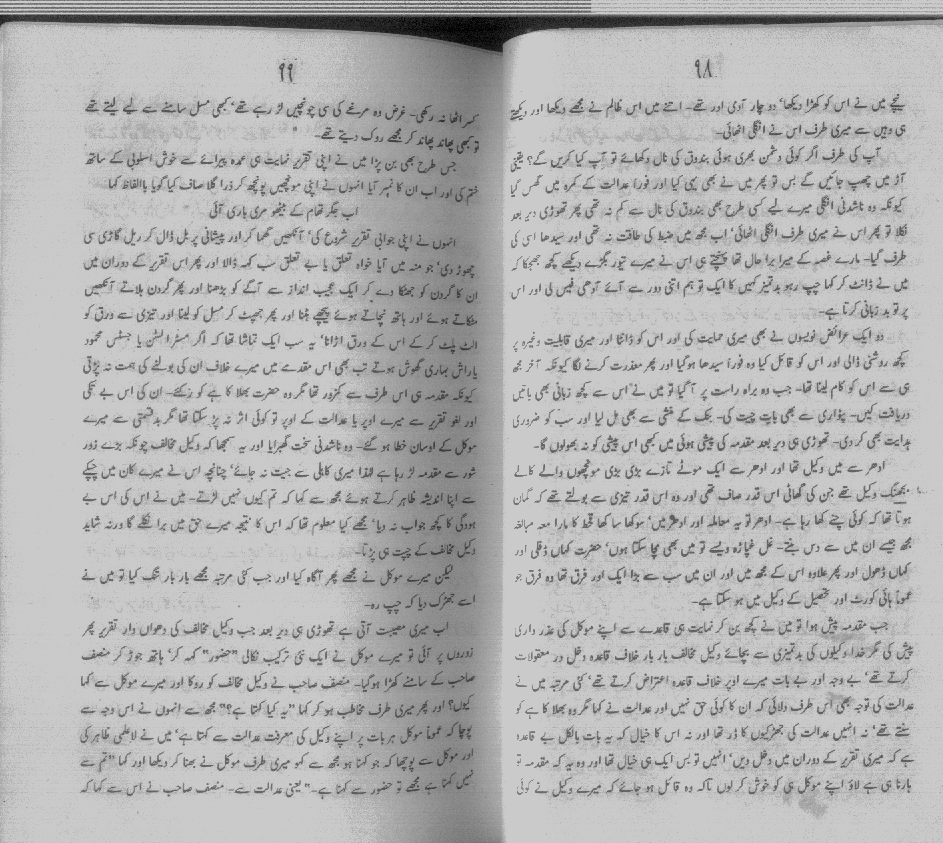 ۹۸
نیچے میں نے اس کو کھڑا دیکھا‘ دو چار آدمی اور تھے۔ اتنے میں اس ظالم نے مجھے دیکھا اور دیکھتے
ہی وہیں سے میری طرف اس نے انگلی اٹھائی۔
آپ کی طرف اگر کوئی دشمن بھری ہوئی بندوق کی نال دکھائے تو آپ کیا کریں گے؟ یقینی
آڑ میں چھپ جائیں گے بس تو پھر میں نے بھی یہی کیا اور فوراً عدالت کے کمرہ میں گھس گیا
کیونکہ وہ ناشدنی انگلی میرے لیے کسی طرح بھی بندوق کی نال سے کم نہ تھی پھر تھوڑی دیر بعد
نکلا تو پھر اس نے میری طرف انگلی اٹھائی‘ اب مجھ میں ضبط کی طاقت نہ تھی اور سیدھا اسی کی
طرف گیا۔ مارے غصہ کے میرا برا حال تھا پہنچتے ہی اس نے میرے تیور بگڑے دیکھے کچھ جھجکا کہ
میں نے ڈانٹ کر کہا چپ رہو بدتمیز کہیں کا ایک تو ہم اتنی دور سے آئے آدھی فیس لی اور اس
پر تو بد زبانی کرتا ہے۔
دو ایک عرائض نویسوں نے بھی میری حمایت کی اور اس کو ڈانٹا اور میری قابلیت وغیرہ پر
کچھ روشنی ڈالی اور اس کو قائل کیا وہ فوراً سیدھا ہوگیا اور پھر معذرت کرنے لگا کیونکہ آخر مجھ
ہی سے اس کو کام لینا تھا۔ جب وہ براہ راست پر آگیا تو میں نے اس سے کچھ زبانی بھی باتیں
دریافت کیں۔ پٹواری سے بھی بات چیت کی۔ بنک کے منشی سے بھی مل لیا اور سب کو ضروری
ہدایت بھی کر دی۔ تھوڑی ہی دیر بعد مقدمہ کی پیشی ہوئی میں کبھی اس پیشی کو نہ بھولوں گا۔
ادھر سے میں وکیل تھا اور ادھر سے ایک موٹے تازے بڑی بڑی مونچھوں والے کالے
بھجنگ وکیل تھے جن کی گھاٹی اس قدر صاف تھی اور وہ اس قدر تیزی سے بولتے تھے کہ گمان
ہوتا تھا کہ کوئی چنے کھا رہا ہے۔ ادھر تو یہ معاملہ اور ادھر میں‘ سوکھا سا کھا قحط کا مارا معہ مبالغہ
مجھ جیسے ان میں سے دس بنتے۔ غل غپاڑہ ویسے تو میں بھی مچا سکتا ہوں‘ حضرت کہاں ڈفلی اور
کہاں ڈھول اور پھر علاوہ اس کے مجھ میں اور ان میں سب سے بڑا ایک اور فرق تھا وہ فرق جو
عموماً ہائی کورٹ اور تحصیل کے وکیل میں ہو سکتا ہے۔
جب مقدمہ پیش ہوا تو میں نے کچھ بن کر نہایت ہی قاعدے سے اپنے موکل کی عذر داری
پیش کی مگر خدا وکیلوں کی بدتمیزی سے بچائے وکیل مخالف بار بار خلاف قاعدہ دخل در معقولات
کرتے تھے‘ بے وجہ اور بے بات میرے اوپر خلاف قاعدہ اعتراض کرتے تھے‘ کئی مرتبہ میں نے
عدالت کی توجہ بھی اس طرف دلائی کہ ان کا کوئی حق نہیں اور عدالت نے کہا مگر وہ بھلا کا ہے کو
سنتے تھے‘ نہ انہیں عدالت کی جھڑکیوں کا ڈر تھا اور نہ اس کا خیال کہ یہ بات بالکل بے قاعدہ
ہے کہ میری تقریر کے دوران میں دخل دیں‘ انہیں تو بس ایک ہی خیال تھا اور وہ یہ کہ مقدمہ تو
ہارنا ہی ہے لاؤ اپنے موکل ہی کو خوش کر لوں تاکہ وہ قائل ہو جائے کہ میرے وکیل نے کوئی
۹۹
کسر اٹھا نہ رکھی۔ غرض وہ مرغے کی سی چونچیں لڑ رہے تھے‘ کبھی مسل سامنے سے لیے لیتے تھے
تو کبھی پھاند پھاند کر مجھے روک دیتے تھے۔
جس طرح بھی بن پڑا میں نے اپنی تقریر نہایت ہی عمدہ پیرائے سے خوش اسلوبی کے ساتھ
ختم کی اور اب ان کا نمبر آیا انہوں نے اپنی مونچھیں پونچھ کر ذرا گلا صاف کیا گویا باالفاظ کہا
اب جگر تھام کے بیٹھو مری باری آئی
انہوں نے اپنی جوابی تقریر شروع کی‘ آنکھیں گھما کر اور پیشانی پر بل ڈال کر ریل گاڑی سی
چھوڑ دی‘ جو منہ میں آیا خواہ تعلق یا بے تعلق سب کہہ ڈالا اور پھر اس تقریر کے دوران میں
ان کا گردن کو جھٹکا دے کر ایک عجیب انداز سے آگے کو بڑھنا اور پھر گردن ہلاتے آنکھیں
مٹکاتے ہوئے اور ہاتھ نچاتے ہوئے پیچھے ہٹنا اور پھر جھپٹ کر مسل کو لینا اور تیزی سے ورق کو
الٹ پلٹ کر کے اس کے ورق اڑانا‘ یہ سب ایک تماشا تھا کہ اگر مسٹر السٹن یا جسٹس محمود
یا راش بہاری گھوش ہوتے تب بھی اس مقدمے میں میرے خلاف ان کی بولنے کی ہمت نہ پڑتی
کیونکہ مقدمہ ہی اس طرف سے کمزور تھا مگر وہ حضرت بھلا کا ہے کو رکتے۔ ان کی اس بے تکی
اور لغو تقریر سے میرے اوپر یا عدالت کے اوپر تو کوئی اثر نہ پڑ سکتا تھا مگر بدقسمتی سے میرے
موکل کے اوسان خطا ہو گئے۔ وہ ناشدنی سخت گھبرایا اور یہ سمجھا کہ وکیل مخالف چونکہ بڑے زور
شور سے مقدمہ لڑ رہا ہے لہٰذا میری کاہلی سے جیت نہ جائے‘ چنانچہ اس نے میرے کان میں چپکے
سے اپنا اندیشہ ظاہر کرتے ہوئے مجھ سے کہا کہ تم کیوں نہیں لڑتے۔ میں نے اس کی اس بے
ہودگی کا کچھ جواب نہ دیا‘ مجھے کیا معلوم تھا کہ اس کا نتیجہ میرے حق میں برا نکلے گا ورنہ شاید
وکیل مخالف کے چپت ہی پڑتا۔
لیکن میرے موکل نے مجھے پھر آگاہ کیا اور جب کئی مرتبہ مجھے بار بار تنگ کیا تو میں نے
اسے جھڑک دیا کہ چپ رہ۔
اب میری مصیبت آتی ہے تھوڑی ہی دیر بعد جب وکیل مخالف کی دھواں دار تقریر پھر
زوروں پر آئی تو میرے موکل نے ایک نئی ترکیب نکالی ”حضور“ کہہ کر‘ ہاتھ جوڑ کر منصف
صاحب کے سامنے کھڑا ہوگیا۔ منصف صاحب نے وکیل مخالف کو روکا اور میرے موکل سے کہا
کیوں؟ اور پھر میری طرف مخاطب ہو کر کہا ”یہ کیا کہتا ہے؟“ مجھ سے انہوں نے اس وجہ سے
پوچھا کہ عموماً موکل ہر بات پر اپنے وکیل کی معرفت عدالت سے کہتا ہے‘ میں نے لاعلمی ظاہر کی
اور موکل سے پوچھا کہ جو کہنا ہو مجھ سے کہو میری طرف موکل نے بھنا کر دیکھا اور کہا ”تم سے
نہیں کہنا ہے مجھے تو حضور سے کہنا ہے۔“ یعنی عدالت سے۔ منصف صاحب نے اس سے کہا کہ